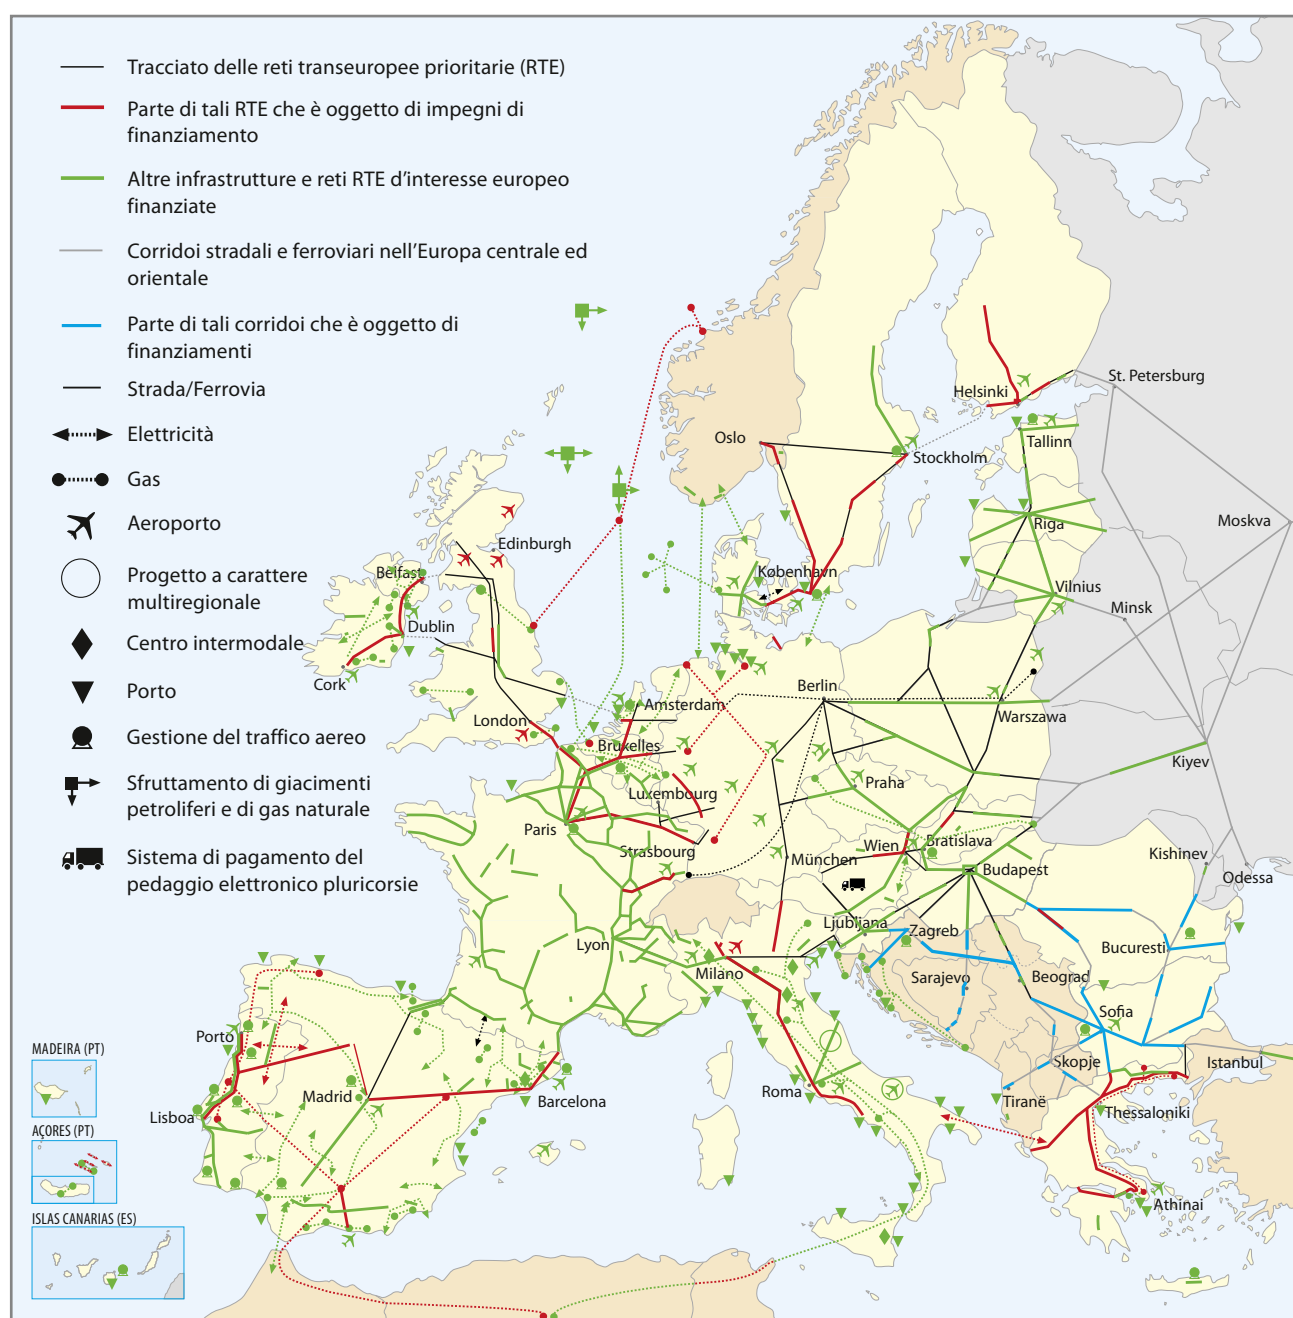 Tracciato delle reti transeuropee prioritarie (RTE)
Parte di tali RTE che è oggetto di impegni di
finanziamento
Altre infrastrutture e reti RTE d'interesse europeo
finanziate
Corridoi stradali e ferroviari nell'Europa centrale ed
orientale
Parte di tali corridoi che è oggetto di
finanziamenti
Strada/Ferrovia
Elettricità
Gas
Aeroporto
Progetto a carattere
multiregionale
Centro intermodale
Porto
Gestione del traffico aereo
Sfruttamento di giacimenti
petroliferi e di gas naturale
Sistema di pagamento del
pedaggio elettronico pluricorsie
St. Petersburg
Helsinki
Oslo
Tallinn
Stockholm
Moskva
Riga
Edinburgh
København
Belfast
Vilnius
Minsk
Dublin
Cork
Berlin
Amsterdam
London
Warszawa
Bruxelles
Kiyev
Praha
Luxembourg
Paris
Wien
Bratislava
Strasbourg
München
Kishinev
Budapest
Odessa
Ljubljana
Zagreb
Lyon
Bucuresti
Milano
Sarajevo
Beograd
Sofia
Porto
MADEIRA (PT)
Skopje
Istanbul
Madrid
Roma
Barcelona
Tiranë
Lisboa
Thessaloniki
AÇORES (PT)
Athinai
ISLAS CANARIAS (ES)